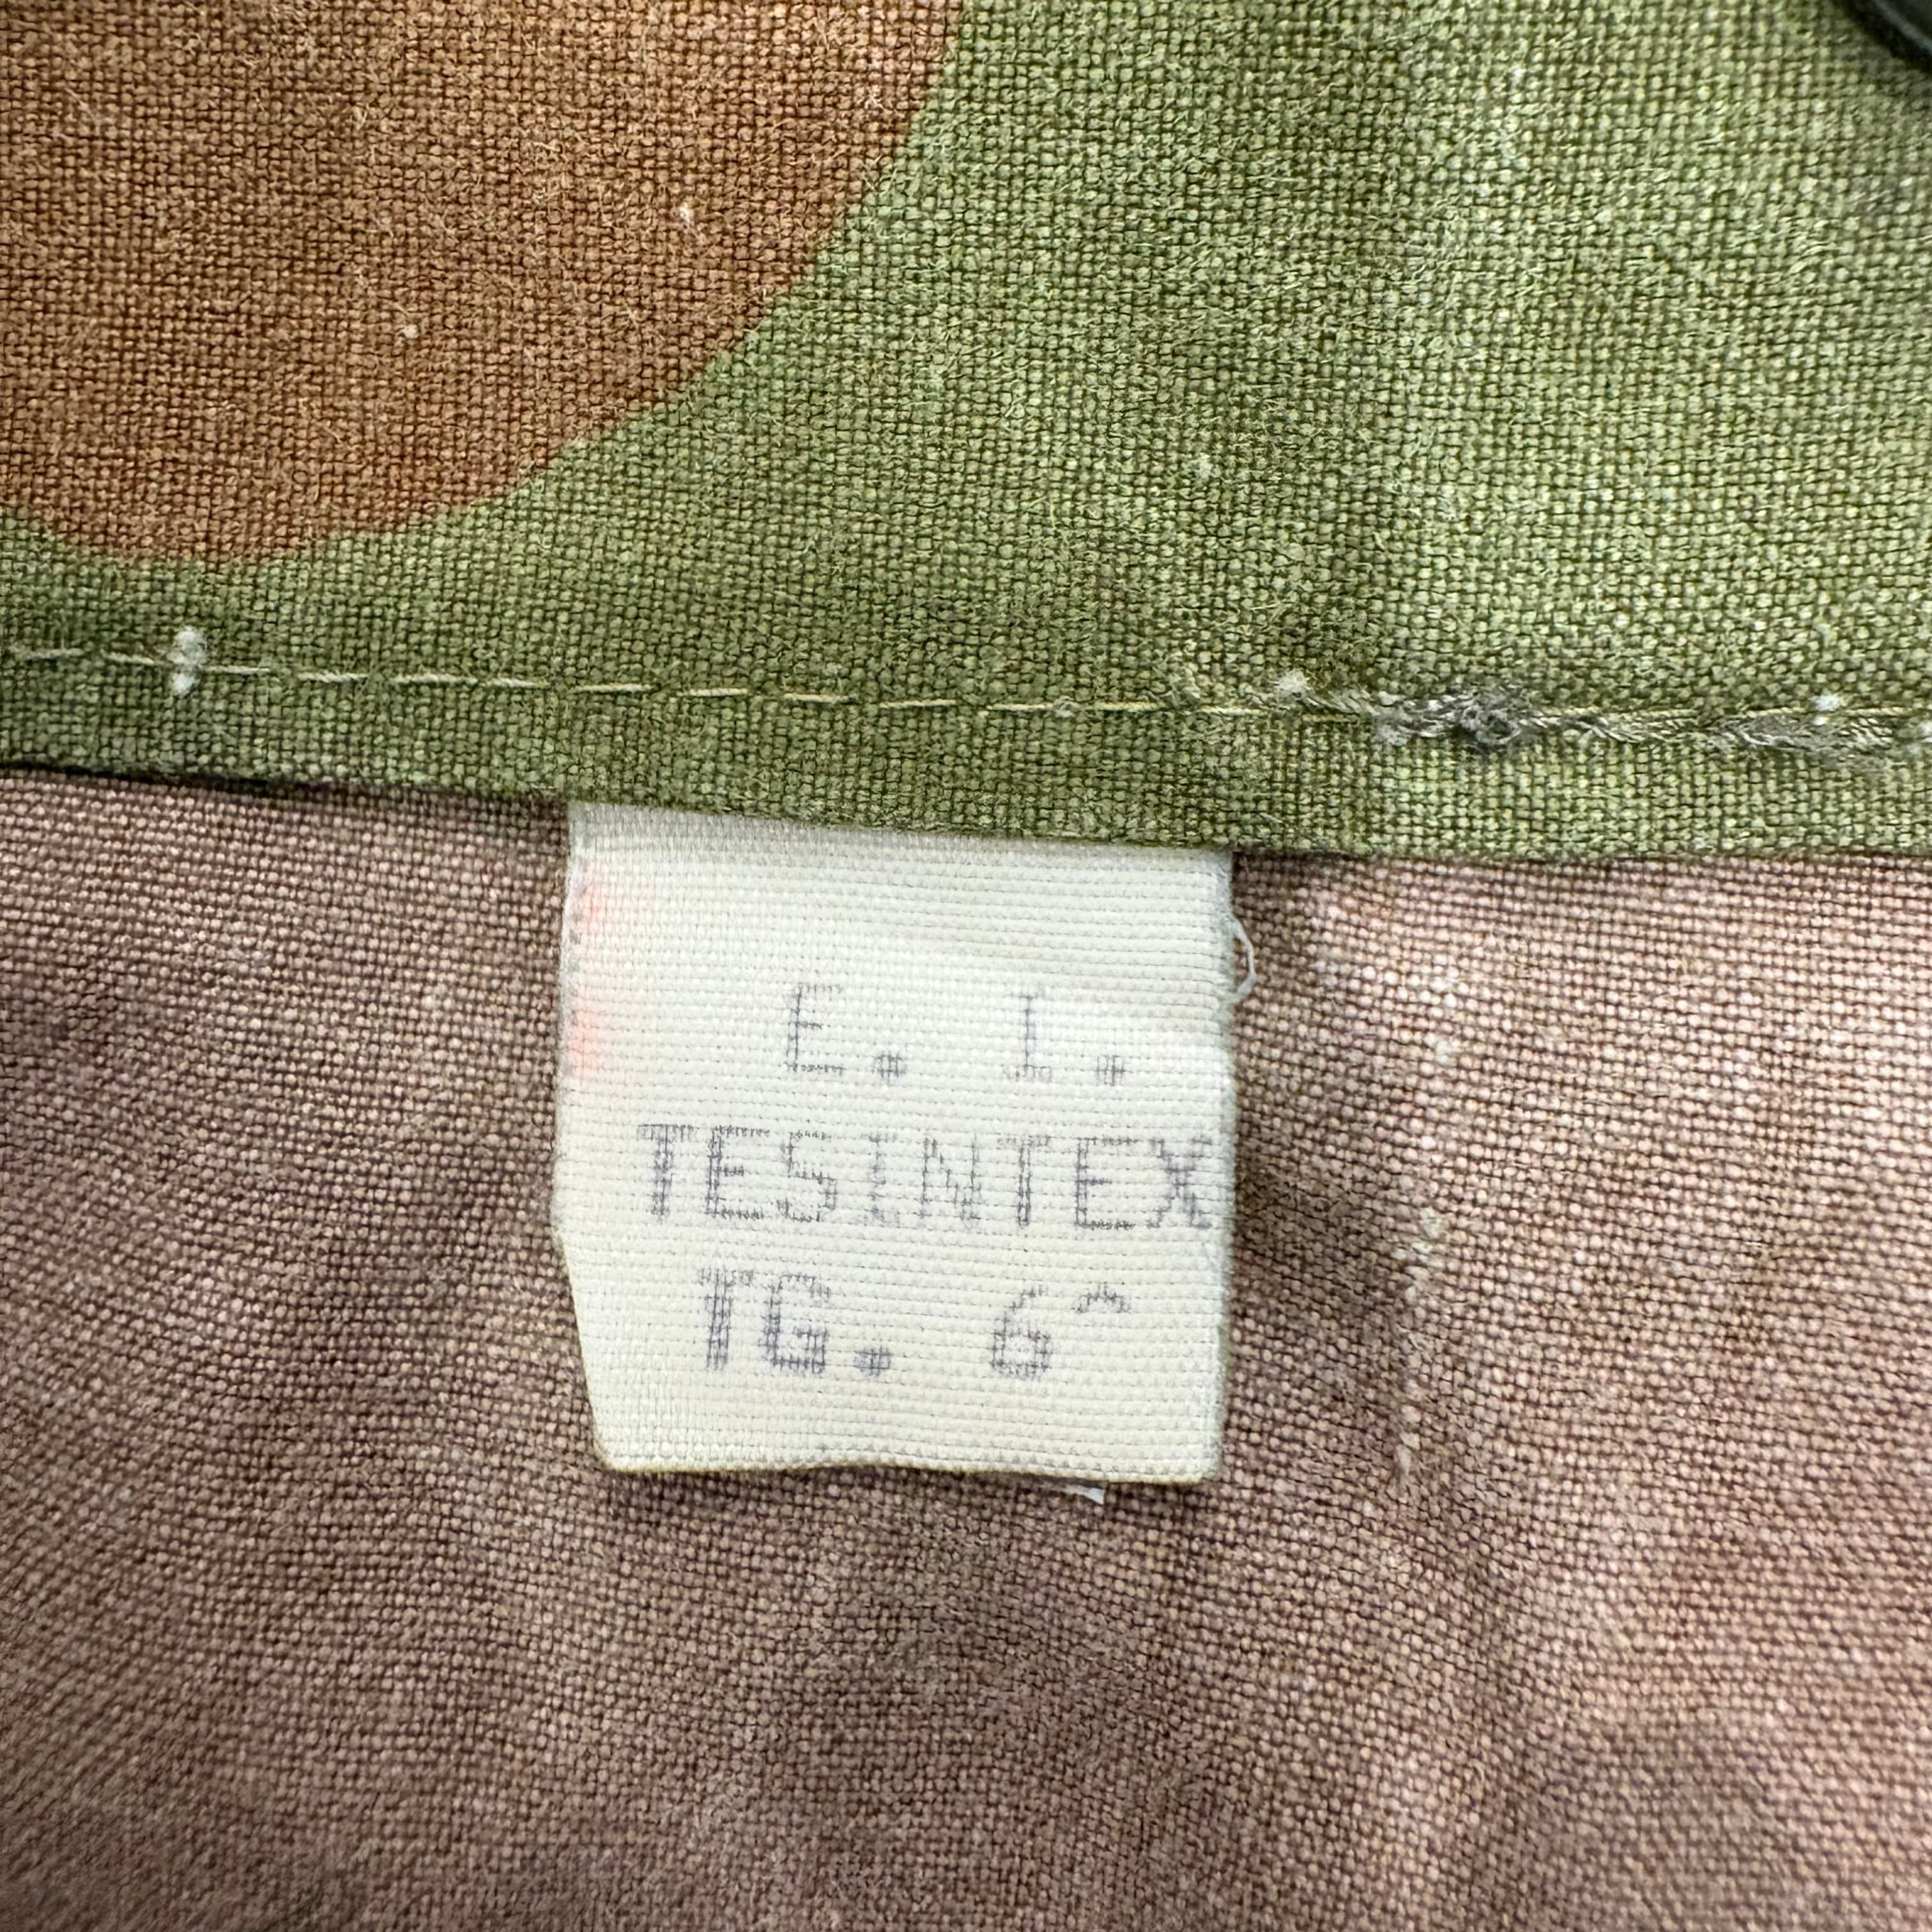 E. I.
TESINTEX
TG. 6^